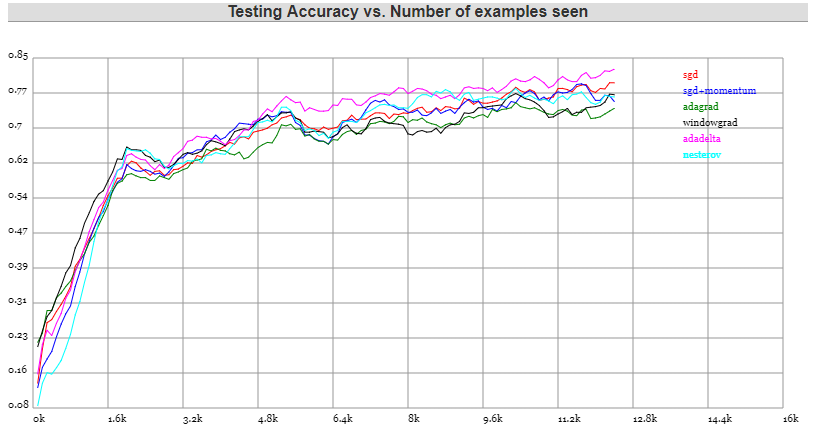 Testing Accuracy vs. Number of examples seen
0.85
0.77
0.7
0.62
0.54
0.47
0.39
0.31
0.23
0.16
0.08
0k 1.6k 3.2k 4.8k 6.4k 8k 9.6k 11.2k 12.8k 14.4k 16k
sgd
sgd+momentum
adagrad
windowgrad
adadelta
nesterov